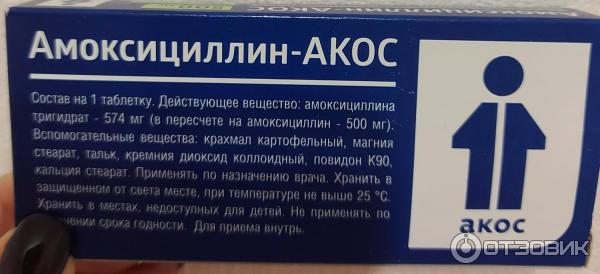 Амоксициллин-АКОС
Состав на 1 таблетку. Действующее вещество: амоксициллина
тригидрат - 574 мг (в пересчете на амоксициллин - 500 мг).
Вспомогательные вещества: крахмал картофельный, магния
стеарат, тальк, кремния диоксид коллоидный, повидон К90,
кальция стеарат. Применять по назначению врача. Хранить в
защищенном от света месте, при температуре не выше 25 °С.
Хранить в местах, недоступных для детей. Не применять по
срока годности. Для приема внутрь.
акос
ОТЗОВИК